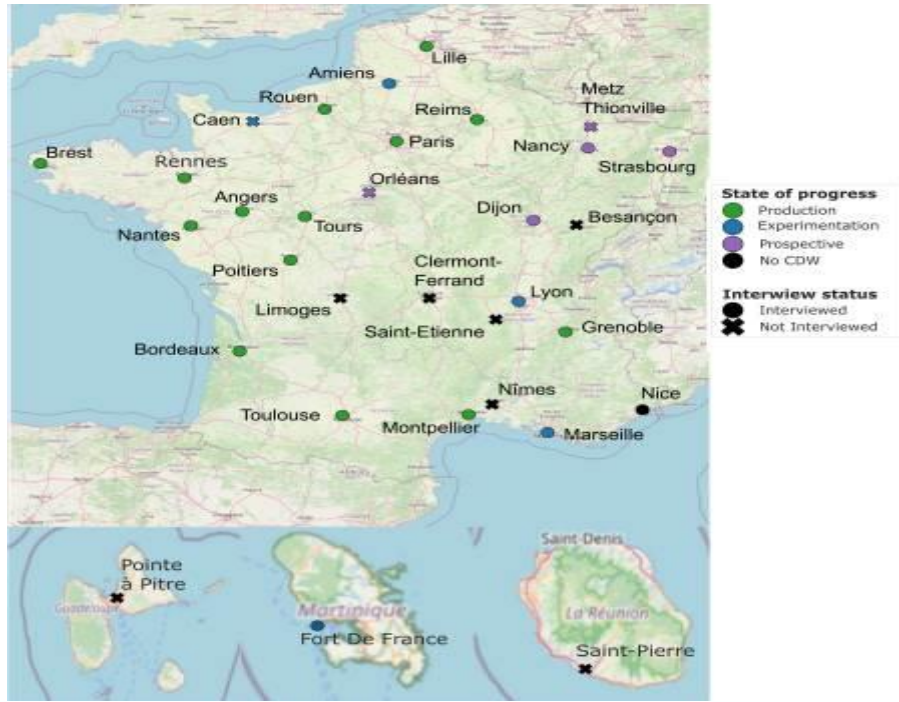 Lille
Amiens
Rouen
Reims
Metz
Thionville
Caen
Paris
Nancy
Strasbourg
Brest
Rennes
Orléans
Angers
Dijon
Besançon
Nantes
Tours
Clermont-
Ferrand
Poitiers
Lyon
Limoges
Saint-Etienne
Grenoble
Bordeaux
Nîmes
Nice
Toulouse
Montpellier
Marseille
State of progress
Production
Experimentation
Prospective
No CDW
Interwiew status
Interviewed
Not Interviewed
Pointe
à Pitre
Guadeloupe
Martinique
Fort De France
Saint-Denis
La Réunion
Saint-Pierre